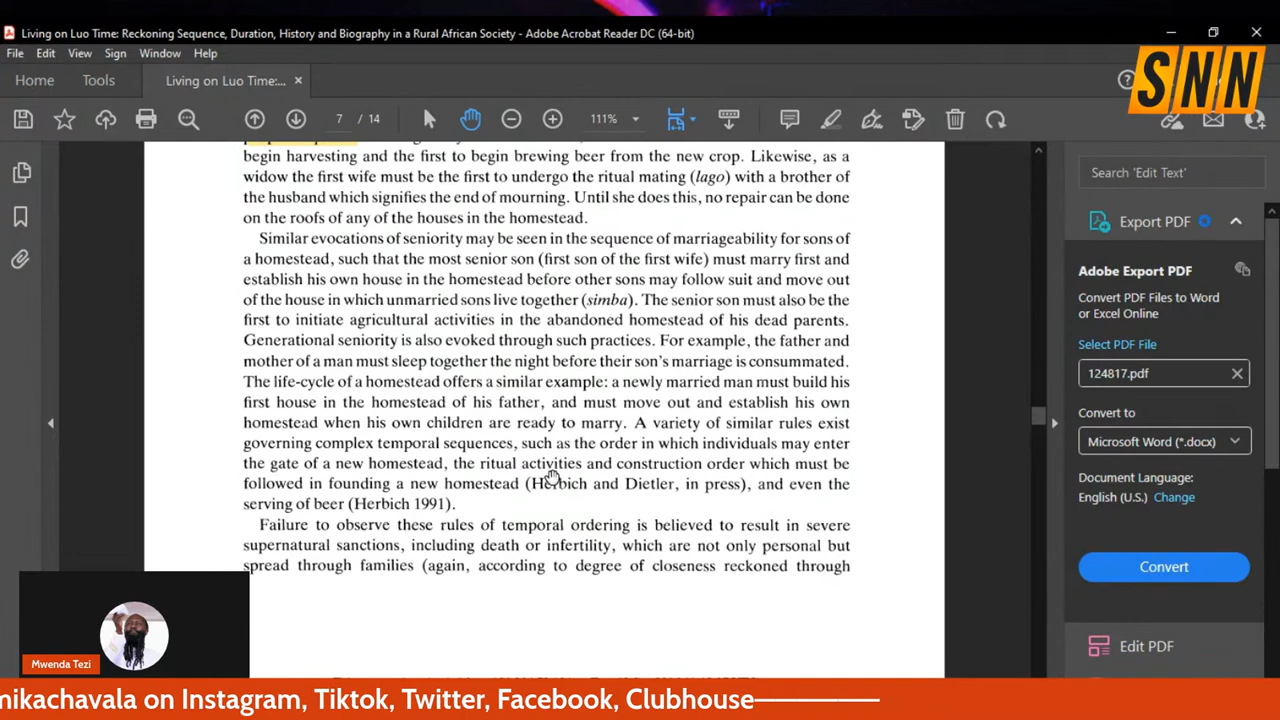 Living on Luo Time: Reckoning Sequence, Duration, History and Biography in a Rural African Society - Adobe Acrobat Reader DC (64-bit)
File Edit View Sign Window Help
Home Tools Living on Luo Time:... ×
SNN
7 / 14 111%
begin harvesting and the first to begin brewing beer from the new crop. Likewise, as a
widow the first wife must be the first to undergo the ritual mating (lago) with a brother of
the husband which signifies the end of mourning. Until she does this, no repair can be done
on the roofs of any of the houses in the homestead.
Similar evocations of seniority may be seen in the sequence of marriageability for sons of
a homestead, such that the most senior son (first son of the first wife) must marry first and
establish his own house in the homestead before other sons may follow suit and move out
of the house in which unmarried sons live together (simba). The senior son must also be the
first to initiate agricultural activities in the abandoned homestead of his dead parents.
Generational seniority is also evoked through such practices. For example, the father and
mother of a man must sleep together the night before their son's marriage is consummated.
The life-cycle of a homestead offers a similar example: a newly married man must build his
first house in the homestead of his father, and must move out and establish his own
homestead when his own children are ready to marry. A variety of similar rules exist
governing complex temporal sequences, such as the order in which individuals may enter
the gate of a new homestead, the ritual activities and construction order which must be
followed in founding a new homestead (Herbich and Dietler, in press), and even the
serving of beer (Herbich 1991).
Failure to observe these rules of temporal ordering is believed to result in severe
supernatural sanctions, including death or infertility, which are not only personal but
spread through families (again, according to degree of closeness reckoned through
Search 'Edit Text'
Export PDF
Adobe Export PDF
Convert PDF Files to Word
or Excel Online
Select PDF File
124817.pdf
Convert to
Microsoft Word (*.docx)
Document Language:
English (U.S.) Change
Convert
Edit PDF
Mwenda Tezi
mikachavala on Instagram, Tiktok, Twitter, Facebook, Clubhouse